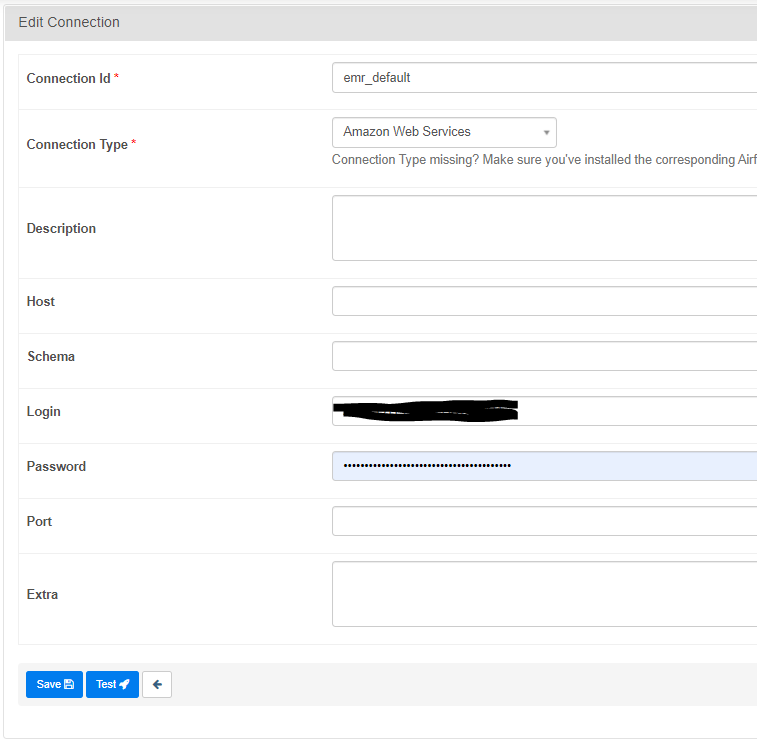 Edit Connection
Connection Id *
emr_default
Connection Type *
Amazon Web Services
Connection Type missing? Make sure you've installed the corresponding Airf
Description
Host
Schema
Login
Password
••••••••••••••••••••••••••••••••••••••••
Port
Extra
Save
Test